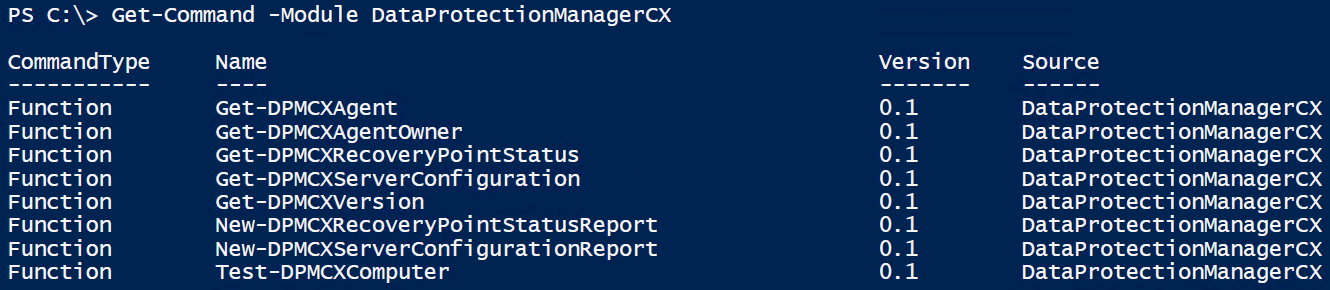 PS C:\> Get-Command -Module DataProtectionManagerCX
CommandType Name Version Source
----------- ---- ------- ------
Function Get-DPMCXAgent 0.1 DataProtectionManagerCX
Function Get-DPMCXAgentOwner 0.1 DataProtectionManagerCX
Function Get-DPMCXRecoveryPointStatus 0.1 DataProtectionManagerCX
Function Get-DPMCXServerConfiguration 0.1 DataProtectionManagerCX
Function Get-DPMCXVersion 0.1 DataProtectionManagerCX
Function New-DPMCXRecoveryPointStatusReport 0.1 DataProtectionManagerCX
Function New-DPMCXServerConfigurationReport 0.1 DataProtectionManagerCX
Function Test-DPMCXComputer 0.1 DataProtectionManagerCX